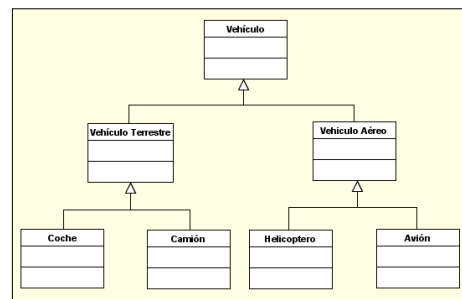 Vehículo
Vehículo Terrestre
Vehiculo Aéreo
Coche
Camión
Helicoptero
Avión